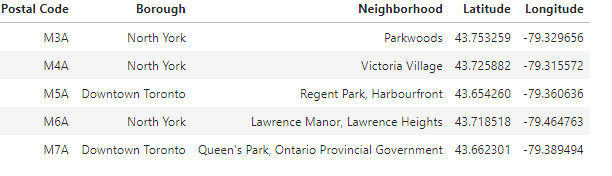 Postal Code Borough Neighborhood Latitude Longitude
M3A North York Parkwoods 43.753259 -79.329656
M4A North York Victoria Village 43.725882 -79.315572
M5A Downtown Toronto Regent Park, Harbourfront 43.654260 -79.360636
M6A North York Lawrence Manor, Lawrence Heights 43.718518 -79.464763
M7A Downtown Toronto Queen's Park, Ontario Provincial Government 43.662301 -79.389494